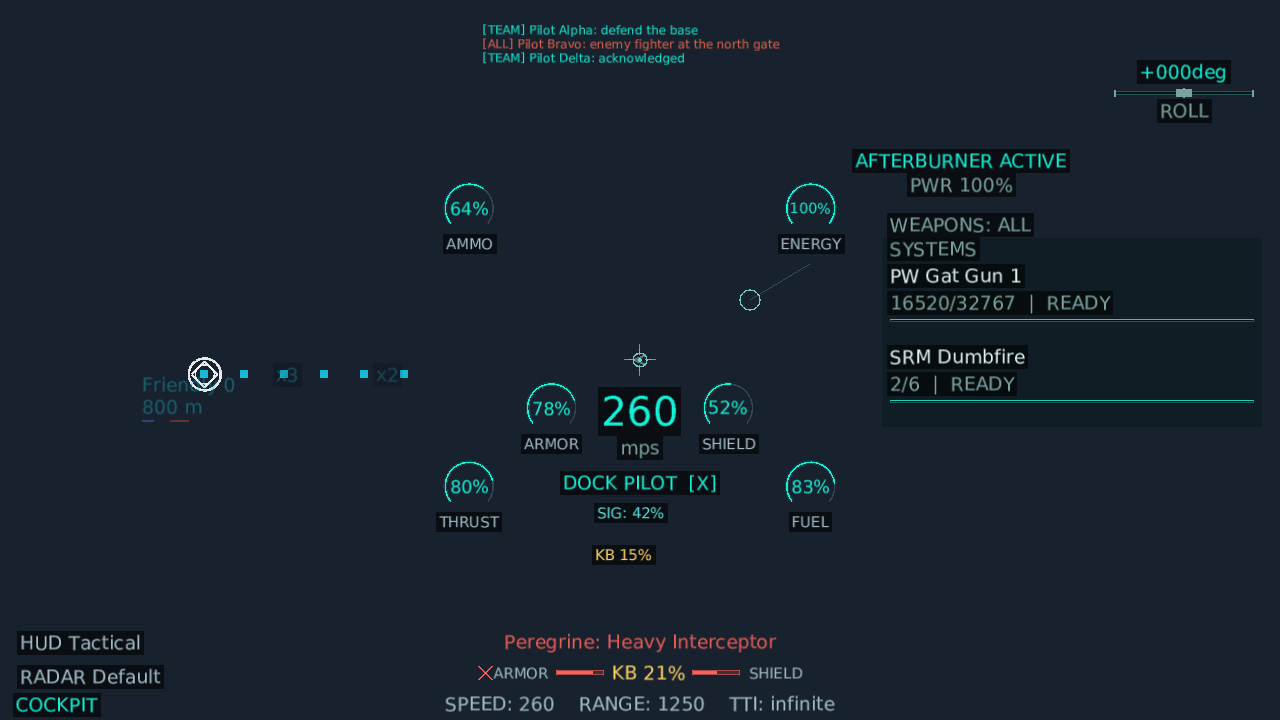 [TEAM] Pilot Alpha: defend the base
[ALL] Pilot Bravo: enemy fighter at the north gate
[TEAM] Pilot Delta: acknowledged
+000deg
ROLL
AFTERBURNER ACTIVE
PWR 100%
64%
AMMO
100%
ENERGY
WEAPONS: ALL
SYSTEMS
PW Gat Gun 1
16520/32767 | READY
SRM Dumbfire
2/6 | READY
x3
x2
800 m
78%
ARMOR
260
mps
52%
SHIELD
80%
THRUST
DOCK PILOT [X]
SIG: 42%
83%
FUEL
KB 15%
HUD Tactical
RADAR Default
COCKPIT
Peregrine: Heavy Interceptor
ARMOR KB 21% SHIELD
SPEED: 260 RANGE: 1250 TTI: infinite